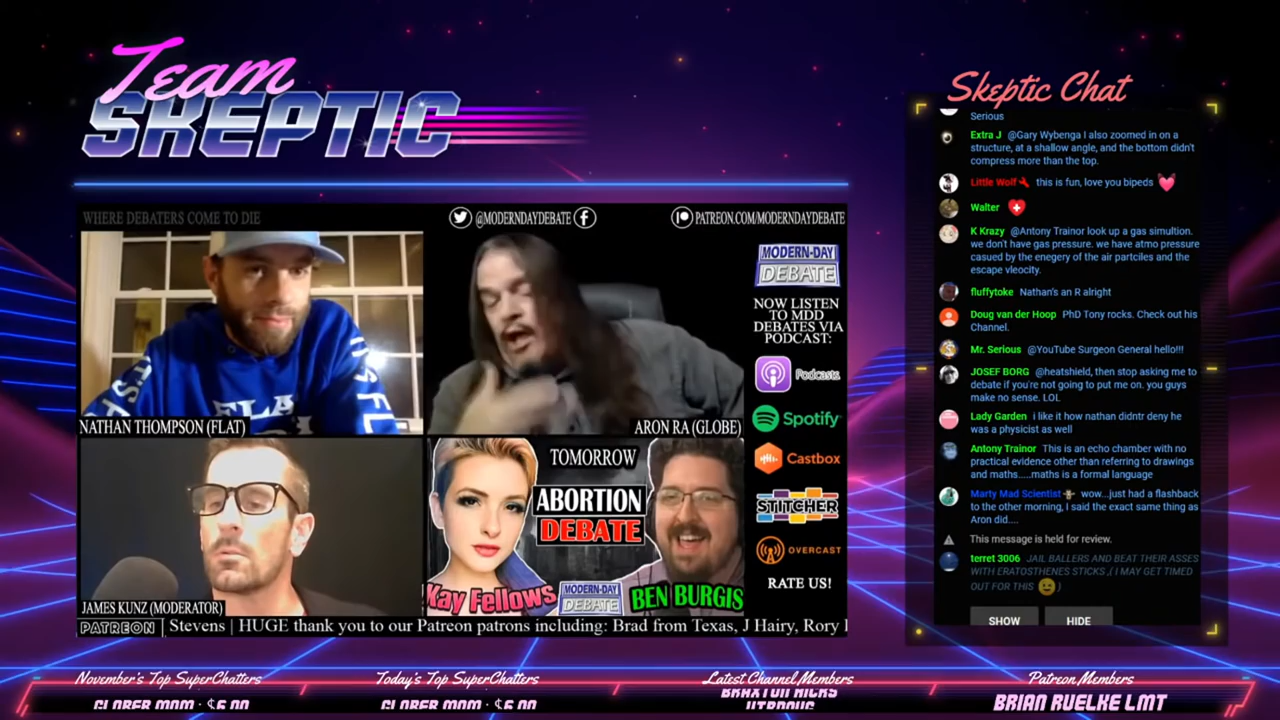 Team
SKEPTIC
Skeptic Chat
WHERE DEBATERS COME TO DIE
@MODERNDAYDEBATE
PATREON.COM/MODERNDAYDEBATE
NATHAN THOMPSON (FLAT)
ARON RA (GLOBE)
JAMES KUNZ (MODERATOR)
TOMORROW
ABORTION
DEBATE
Kay Fellows
MODERN-DAY
DEBATE
BEN BURGIS
MODERN-DAY
DEBATE
NOW LISTEN
TO MDD
DEBATES VIA
PODCAST:
Podcasts
Spotify
Castbox
STITCHER
OVERCAST
RATE US!
PATREON | Stevens | HUGE thank you to our Patreon patrons including: Brad from Texas, J Hairy, Rory
Serious
Extra J @Gary Wybenga I also zoomed in on a
structure, at a shallow angle, and the bottom didn't
compress more than the top.
Little Wolf this is fun, love you bipeds
Walter
K Krazy @Antony Trainor look up a gas simultion.
we don't have gas pressure. we have atmo pressure
casued by the enegery of the air partciles and the
escape vleocity.
fluffytoke Nathan's an R alright
Doug van der Hoop PhD Tony rocks. Check out his
Channel.
Mr. Serious @YouTube Surgeon General hello!!!
JOSEF BORG @heatshield, then stop asking me to
debate if you're not going to put me on. you guys
make no sense. LOL
Lady Garden i like it how nathan didntr deny he
was a physicist as well
Antony Trainor This is an echo chamber with no
practical evidence other than referring to drawings
and maths.....maths is a formal language
Marty Mad Scientist wow...just had a flashback
to the other morning, I said the exact same thing as
Aron did....
This message is held for review.
terret 3006 JAIL BALLERS AND BEAT THEIR ASSES
WITH ERATOSTHENES STICKS ,( I MAY GET TIMED
OUT FOR THIS )
SHOW HIDE
November's Top SuperChatters
GLOBER MOM : $6.00
Today's Top SuperChatters
GLOBER MOM : $6.00
Latest Channel Members
BRAXTON HICKS
Patreon Members
BRIAN RUELKE LMT